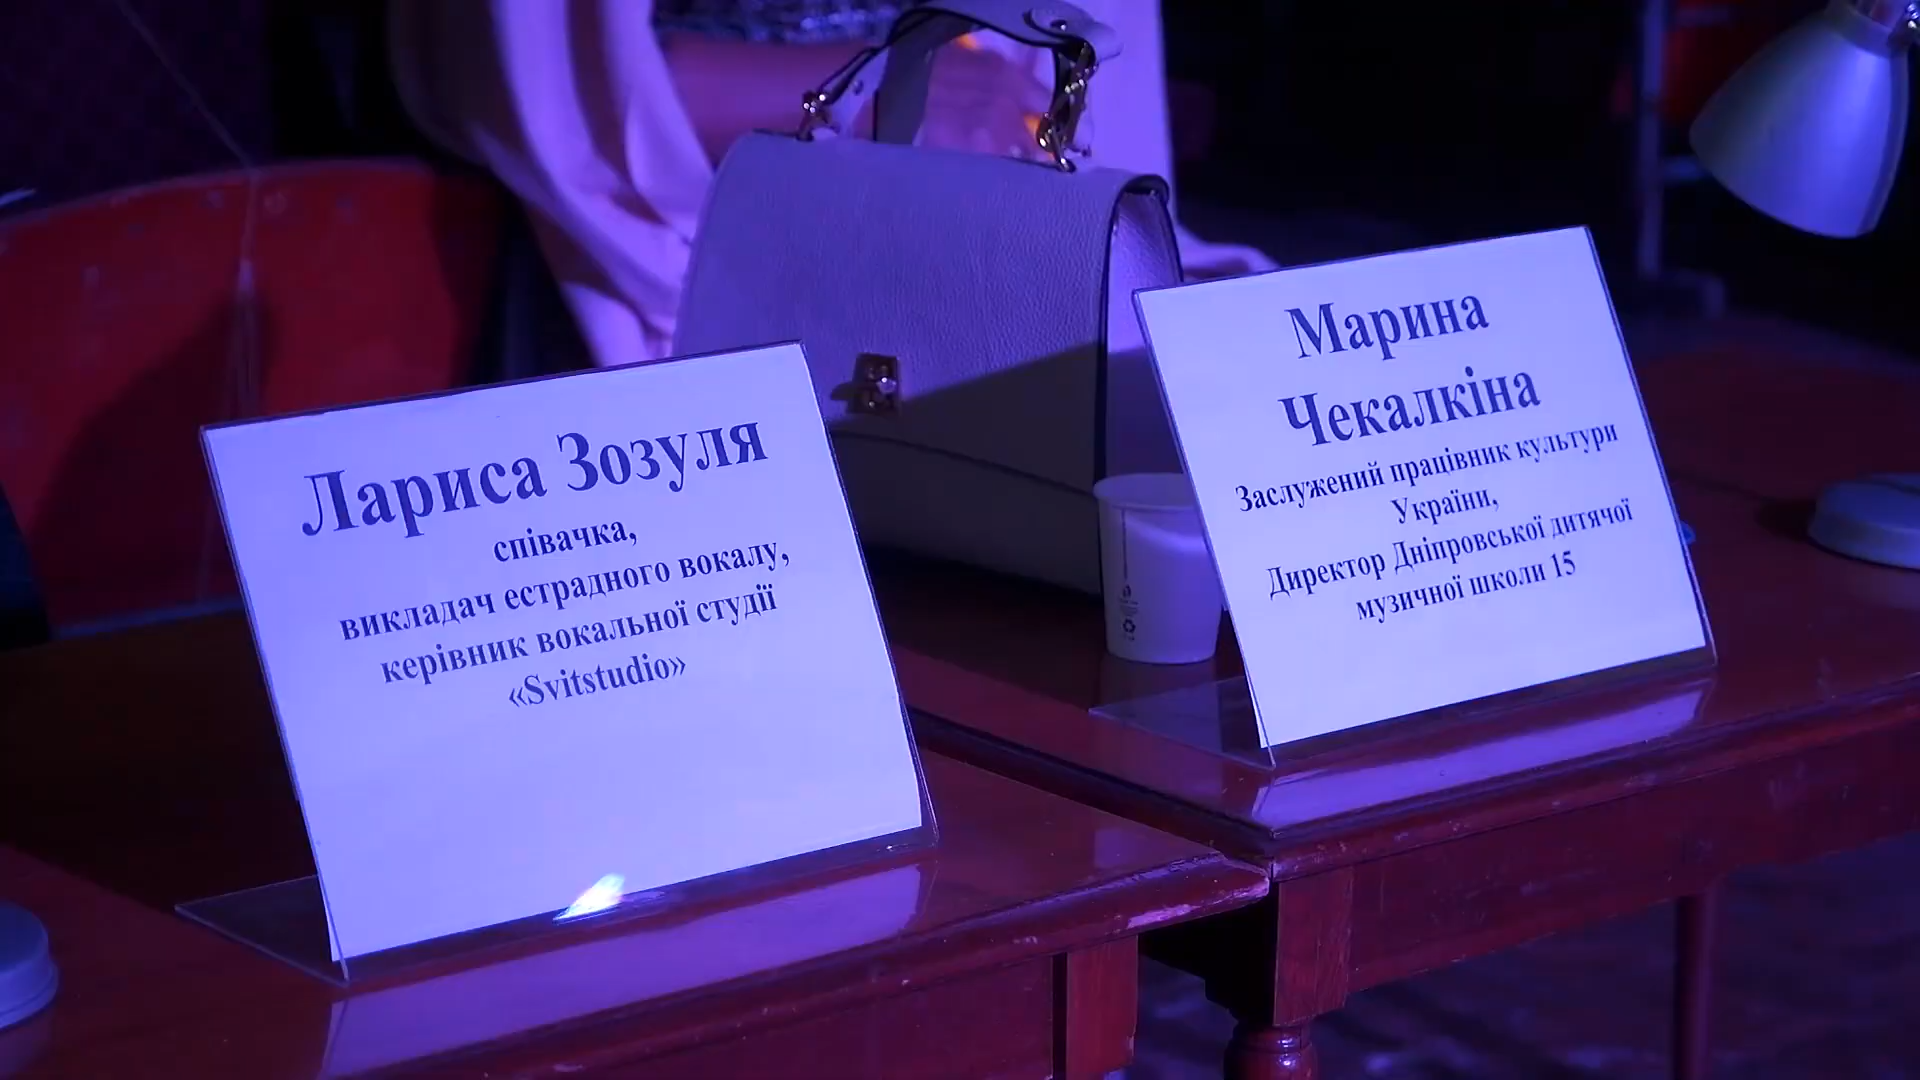 Лариса Зозуля
співачка,
викладач естрадного вокалу,
керівник вокальної студії
«Svitstudio»
Марина
Чекалкіна
Заслужений працівник культури
України,
Директор Дніпровської дитячої
музичної школи 15